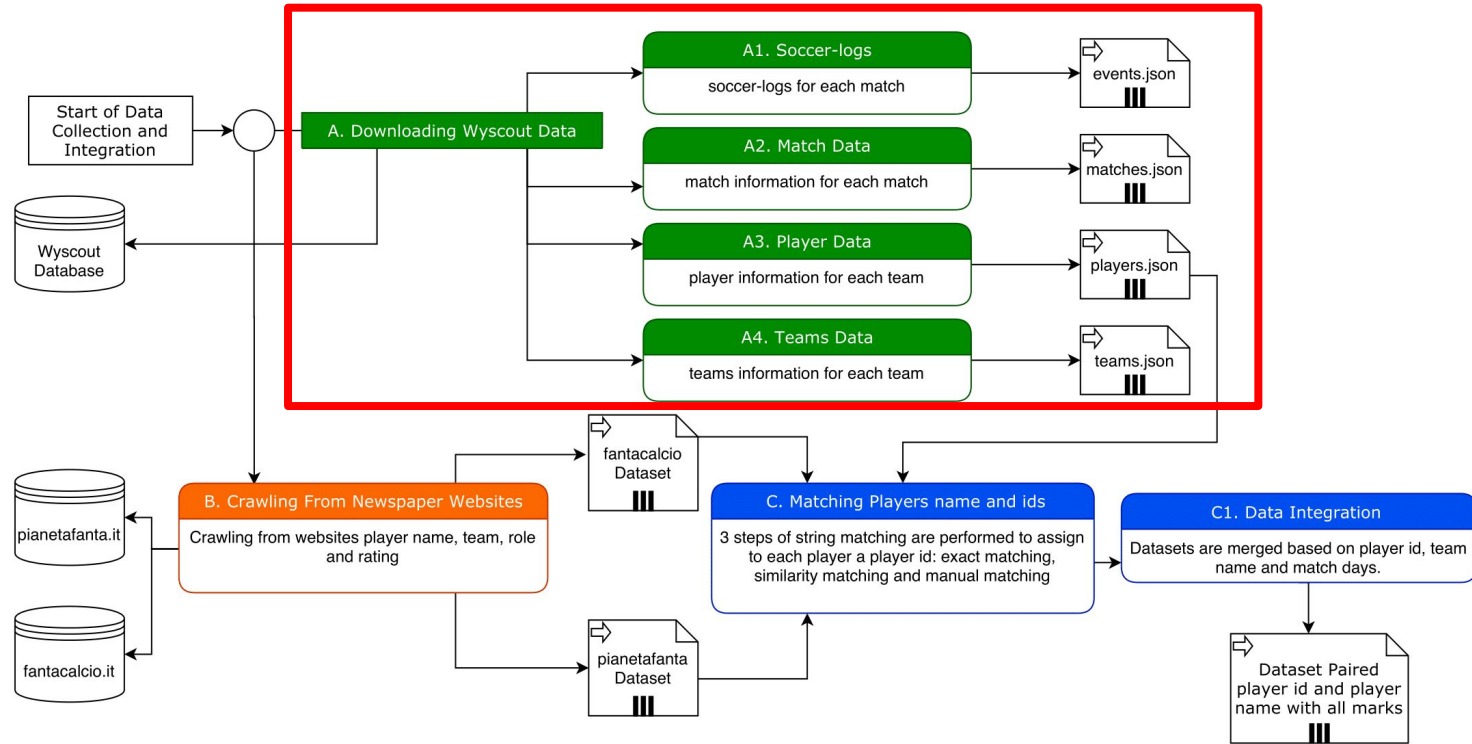 A1. Soccer-logs
soccer-logs for each match
events.json
Start of Data
Collection and
Integration
A. Downloading Wyscout Data
A2. Match Data
match information for each match
matches.json
Wyscout
Database
A3. Player Data
player information for each team
players.json
A4. Teams Data
teams information for each team
teams.json
fantacalcio
Dataset
pianetafanta.it
B. Crawling From Newspaper Websites
Crawling from websites player name, team, role
and rating
C. Matching Players name and ids
3 steps of string matching are performed to assign
to each player a player id: exact matching,
similarity matching and manual matching
C1. Data Integration
Datasets are merged based on player id, team
name and match days.
fantacalcio.it
pianetafanta
Dataset
Dataset Paired
player id and player
name with all marks